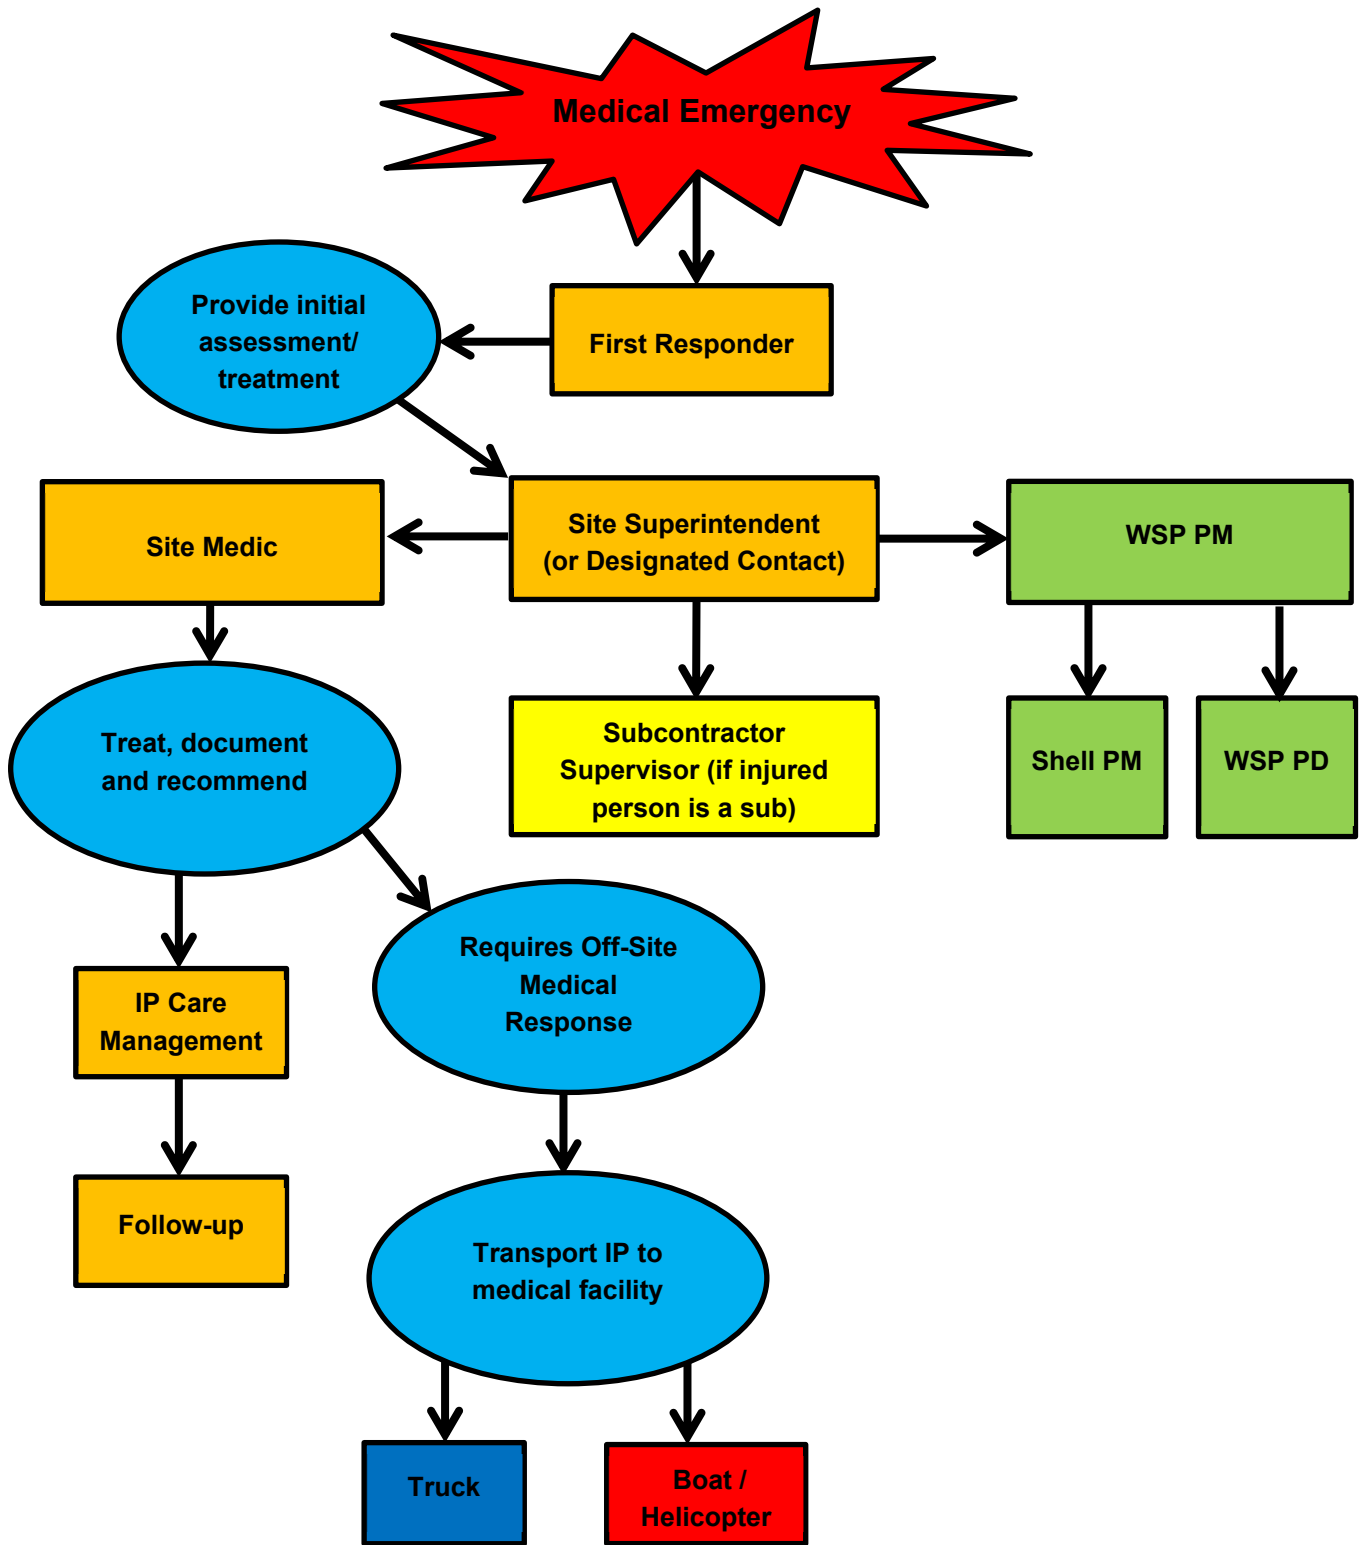 Medical Emergency
Provide initial
assessment/
treatment
First Responder
Site Medic
Site Superintendent
(or Designated Contact)
WSP PM
Treat, document
and recommend
Subcontractor
Supervisor (if injured
person is a sub)
Shell PM
WSP PD
Requires Off-Site
Medical
Response
IP Care
Management
Follow-up
Transport IP to
medical facility
Truck
Boat /
Helicopter